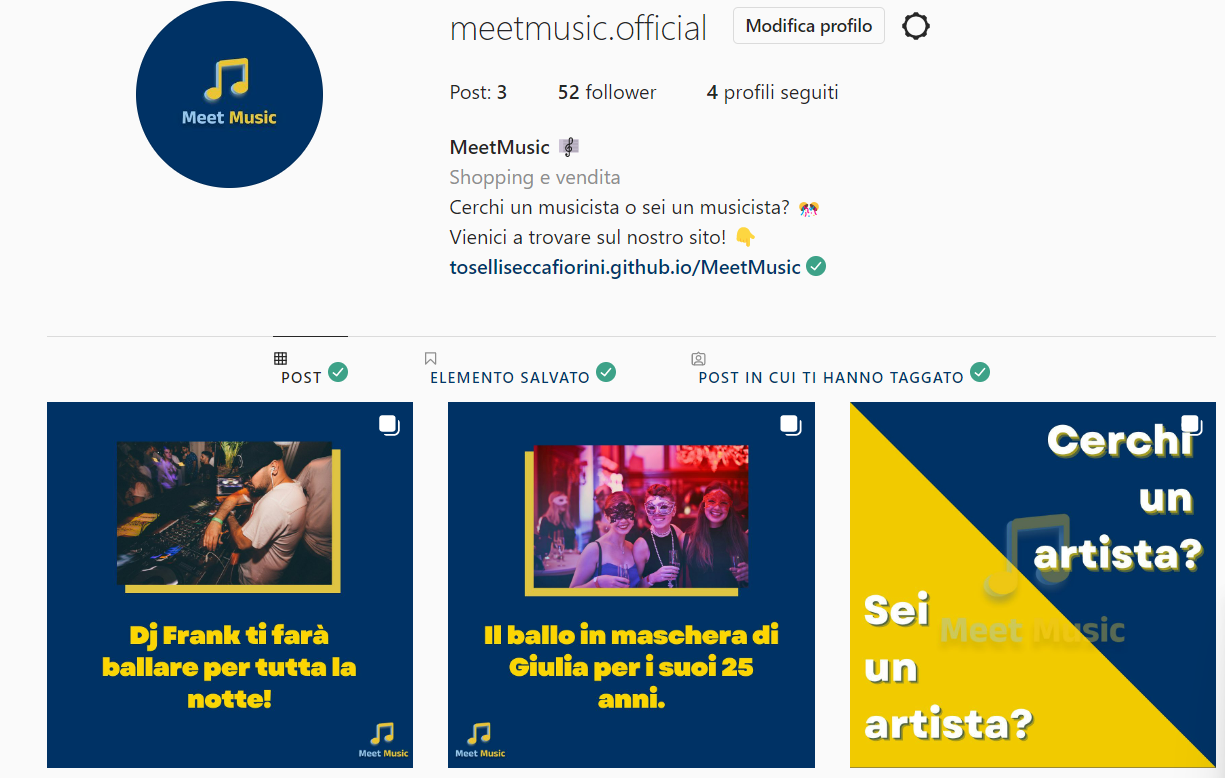 meetmusic.official
Modifica profilo
Post: 3
52 follower
4 profili seguiti
Meet Music
MeetMusic
Shopping e vendita
Cerchi un musicista o sei un musicista?
Vienici a trovare sul nostro sito!
toselliseccafiorini.github.io/MeetMusic
POST
ELEMENTO SALVATO
POST IN CUI TI HANNO TAGGATO
Dj Frank ti farà
ballare per tutta la
notte!
Meet Music
Il ballo in maschera di
Giulia per i suoi 25
anni.
Meet Music
Cerchi
un
artista?
Sei
un
artista?
Meet Music